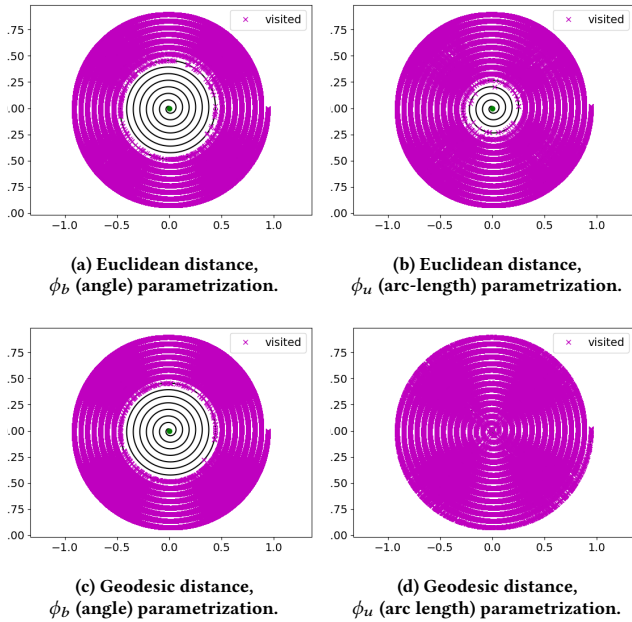 × visited × visited
.75 .75
.50 .50
.25 .25
.00 .00
.25 .25
.50 .50
.75 .75
.00 .00
−1.0 −0.5 0.0 0.5 1.0 −1.0 −0.5 0.0 0.5 1.0
(a) Euclidean distance, (b) Euclidean distance,
ϕb (angle) parametrization. ϕu (arc-length) parametrization.
× visited × visited
.75 .75
.50 .50
.25 .25
.00 .00
.25 .25
.50 .50
.75 .75
.00 .00
−1.0 −0.5 0.0 0.5 1.0 −1.0 −0.5 0.0 0.5 1.0
(c) Geodesic distance, (d) Geodesic distance,
ϕb (angle) parametrization. ϕu (arc length) parametrization.